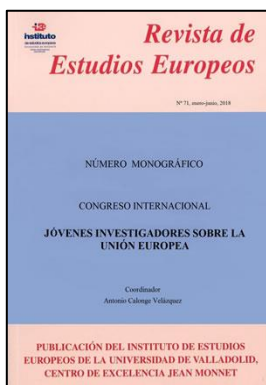 instituto
Revista de
Estudios Europeos
Nº 71, enero-junio, 2018
NÚMERO MONOGRÁFICO
CONGRESO INTERNACIONAL
JÓVENES INVESTIGADORES SOBRE LA
UNIÓN EUROPEA
Coordinador
Antonio Calonge Velázquez
PUBLICACIÓN DEL INSTITUTO DE ESTUDIOS
EUROPEOS DE LA UNIVERSIDAD DE VALLADOLID,
CENTRO DE EXCELENCIA JEAN MONNET